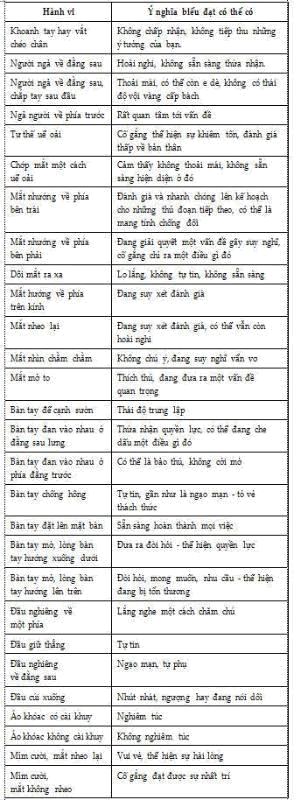 Hành vi
Ý nghĩa biểu đạt có thể có
Khoanh tay hay vắt
chéo chân
Không chấp nhận, không tiếp thu những
ý tưởng của bạn.
Người ngả về đằng sau
Hoài nghi, không sẵn sàng thừa nhận.
Người ngả về đằng sau,
chắp tay sau đầu
Thoải mái, có thể còn e dè, không có thái
độ vội vàng cấp bách
Ngả người về phía trước
Rất quan tâm tới vấn đề
Tư thế uể oải
Cố gắng thể hiện sự khiêm tốn, đánh giá
thấp về bản thân
Chớp mắt một cách
uể oải
Cảm thấy không thoải mái, không sẵn
sàng hiện diện ở đó
Mắt nhướng về phía
bên trái
Đánh giá và nhanh chóng lên kế hoạch
cho những thủ đoạn tiếp theo, có thể là
mang tính chống đối
Mắt nhướng về phía
bên phải
Đang giải quyết một vấn đề gây suy nghĩ,
cố gắng chỉ ra một điều gì đó
Dõi mắt ra xa
Lo lắng, không tự tin, không sẵn sàng
Mắt hướng về phía
trên kính
Đang suy xét đánh giá
Mắt nheo lại
Đang suy xét đánh giá, có thể vẫn còn
hoài nghi
Mắt nhìn chằm chằm
Không chú ý, đang suy nghĩ vẩn vơ
Mắt mở to
Thích thú, đang đưa ra một vấn đề
quan trọng
Bàn tay để cạnh sườn
Thái độ trung lập
Bàn tay đan vào nhau ở
đằng sau lưng
Thừa nhận quyền lực, có thể đang che
dấu một điều gì đó
Bàn tay đan vào nhau ở
phía đằng trước
Có thể là bảo thủ, không cởi mở
Bàn tay chống hông
Tự tin, gần như là ngạo mạn - tỏ vẻ
thách thức
Bàn tay đặt lên mặt bàn
Sẵn sàng hoàn thành mọi việc
Bàn tay mở, lòng bàn
tay hướng xuống dưới
Đưa ra đòi hỏi - thể hiện quyền lực
Bàn tay mở, lòng bàn
tay hướng lên trên
Đòi hỏi, mong muốn, nhu cầu - thể hiện
đang bị tổn thương
Đầu nghiêng về
một phía
Lắng nghe một cách chăm chú
Đầu giữ thẳng
Tự tin
Đầu nghiêng
về đằng sau
Ngạo mạn, tự phụ
Đầu cúi xuống
Nhút nhát, ngượng hay đang nói dối
Áo khóac có cài khuy
Nghiêm túc
Áo khóac không cài khuy
Không nghiêm túc
Mỉm cười, mắt nheo lại
Vui vẻ, thể hiện sự hài lòng
Mỉm cười,
mắt không nheo
Cố gắng đạt được sự nhất trí